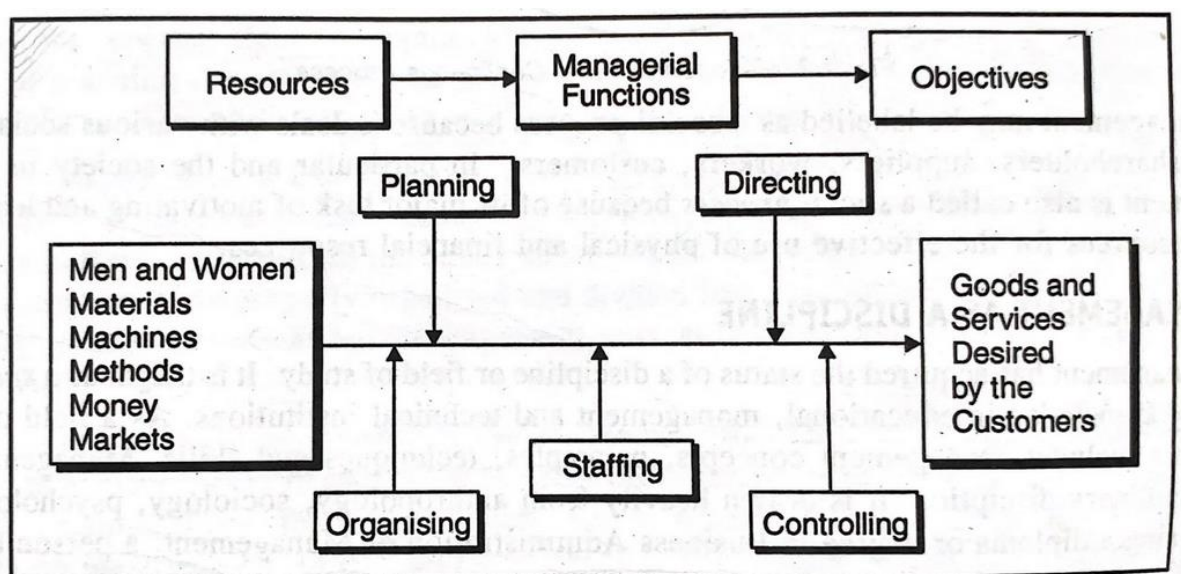 Resources
Managerial
Functions
Objectives
Planning
Directing
Men and Women
Materials
Machines
Methods
Money
Markets
Goods and
Services
Desired
by the
Customers
Staffing
Organising
Controlling